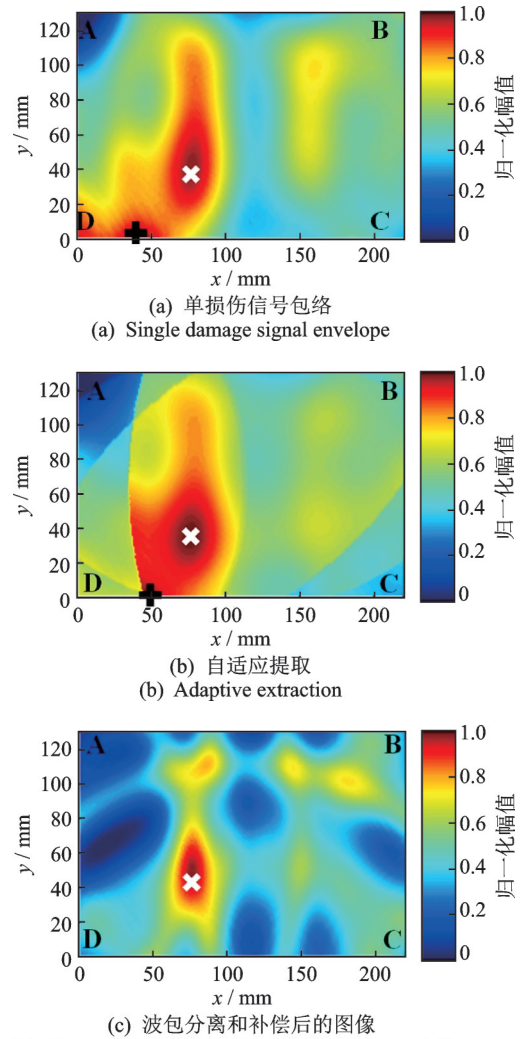 A
B
D
C
120
100
80
60
40
20
0
y / mm
0
50
100
150
200
x / mm
1.0
0.8
0.6
0.4
0.2
0
归一化幅值
(a) 单损伤信号包络
(a) Single damage signal envelope
A
B
D
C
120
100
80
60
40
20
0
y / mm
0
50
100
150
200
x / mm
1.0
0.8
0.6
0.4
0.2
0
归一化幅值
(b) 自适应提取
(b) Adaptive extraction
A
B
D
C
120
100
80
60
40
20
0
y / mm
0
50
100
150
200
x / mm
1.0
0.8
0.6
0.4
0.2
0
归一化幅值
(c) 波包分离和补偿后的图像